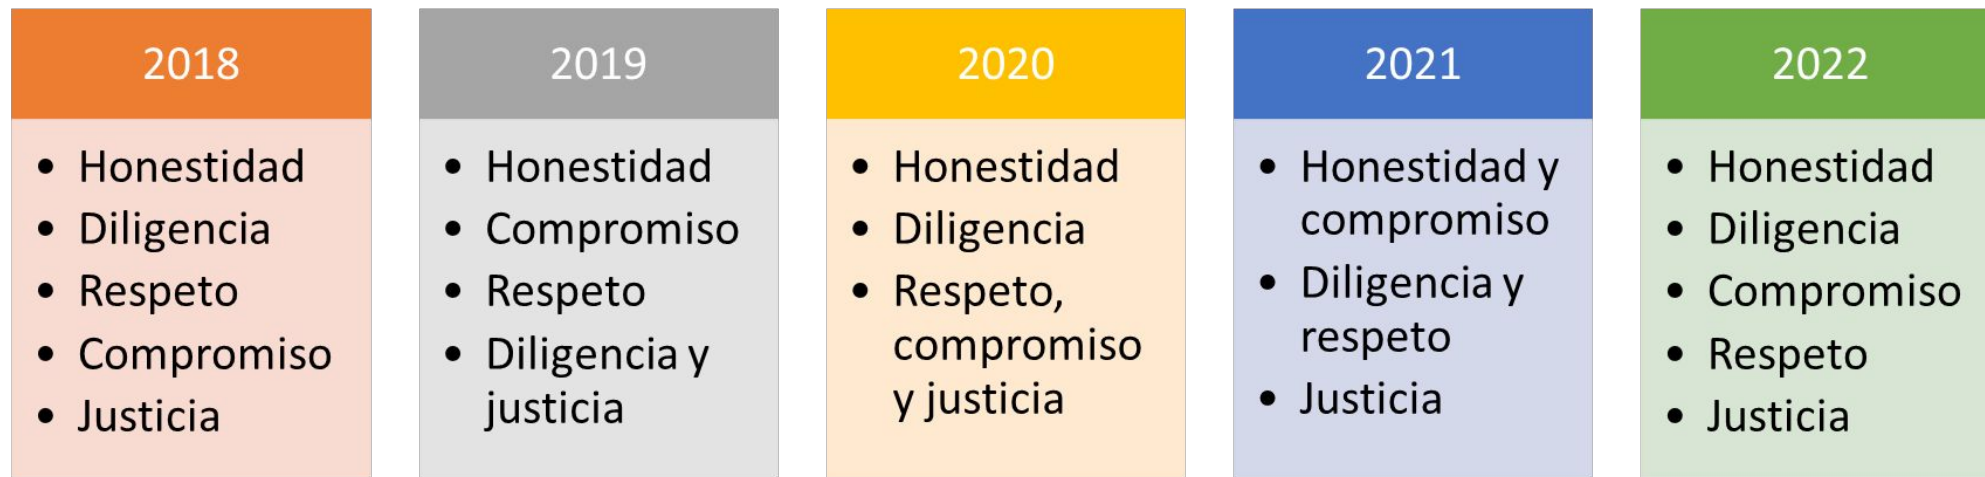 2018
• Honestidad
• Diligencia
• Respeto
• Compromiso
• Justicia
2019
• Honestidad
• Compromiso
• Respeto
• Diligencia y
justicia
2020
• Honestidad
• Diligencia
• Respeto,
compromiso
y justicia
2021
• Honestidad y
compromiso
• Diligencia y
respeto
• Justicia
2022
• Honestidad
• Diligencia
• Compromiso
• Respeto
• Justicia